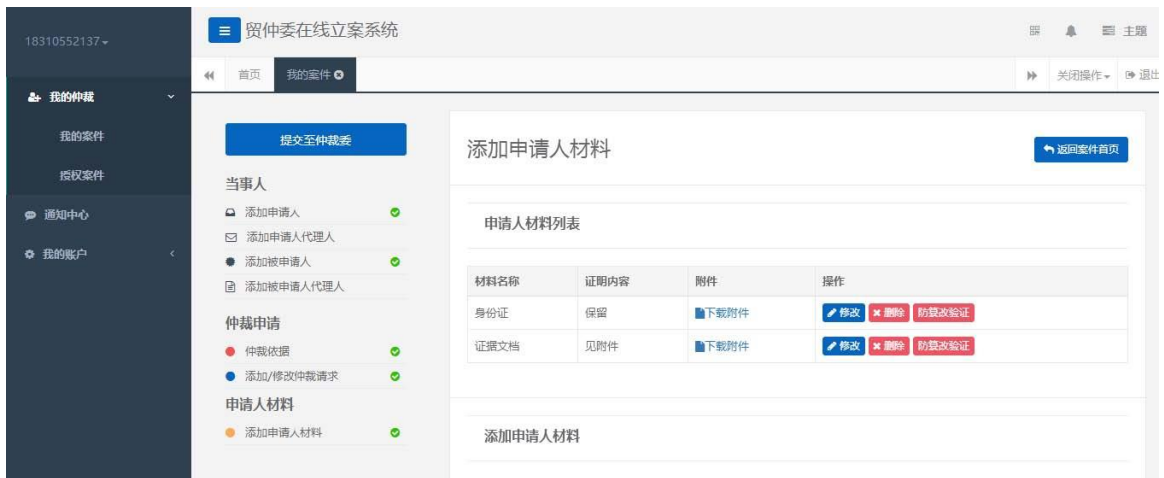 18310552137
贸仲委在线立案系统
主题
首页
我的案件
关闭操作
退出
我的仲裁
我的案件
授权案件
通知中心
我的账户
提交至仲裁委
当事人
添加申请人
添加申请人代理人
添加被申请人
添加被申请人代理人
仲裁申请
仲裁依据
添加/修改仲裁请求
申请人材料
添加申请人材料
添加申请人材料
返回案件首页
申请人材料列表
材料名称 证明内容 附件 操作
身份证 保留 下载附件 修改 删除 防篡改验证
证据文档 见附件 下载附件 修改 删除 防篡改验证
添加申请人材料